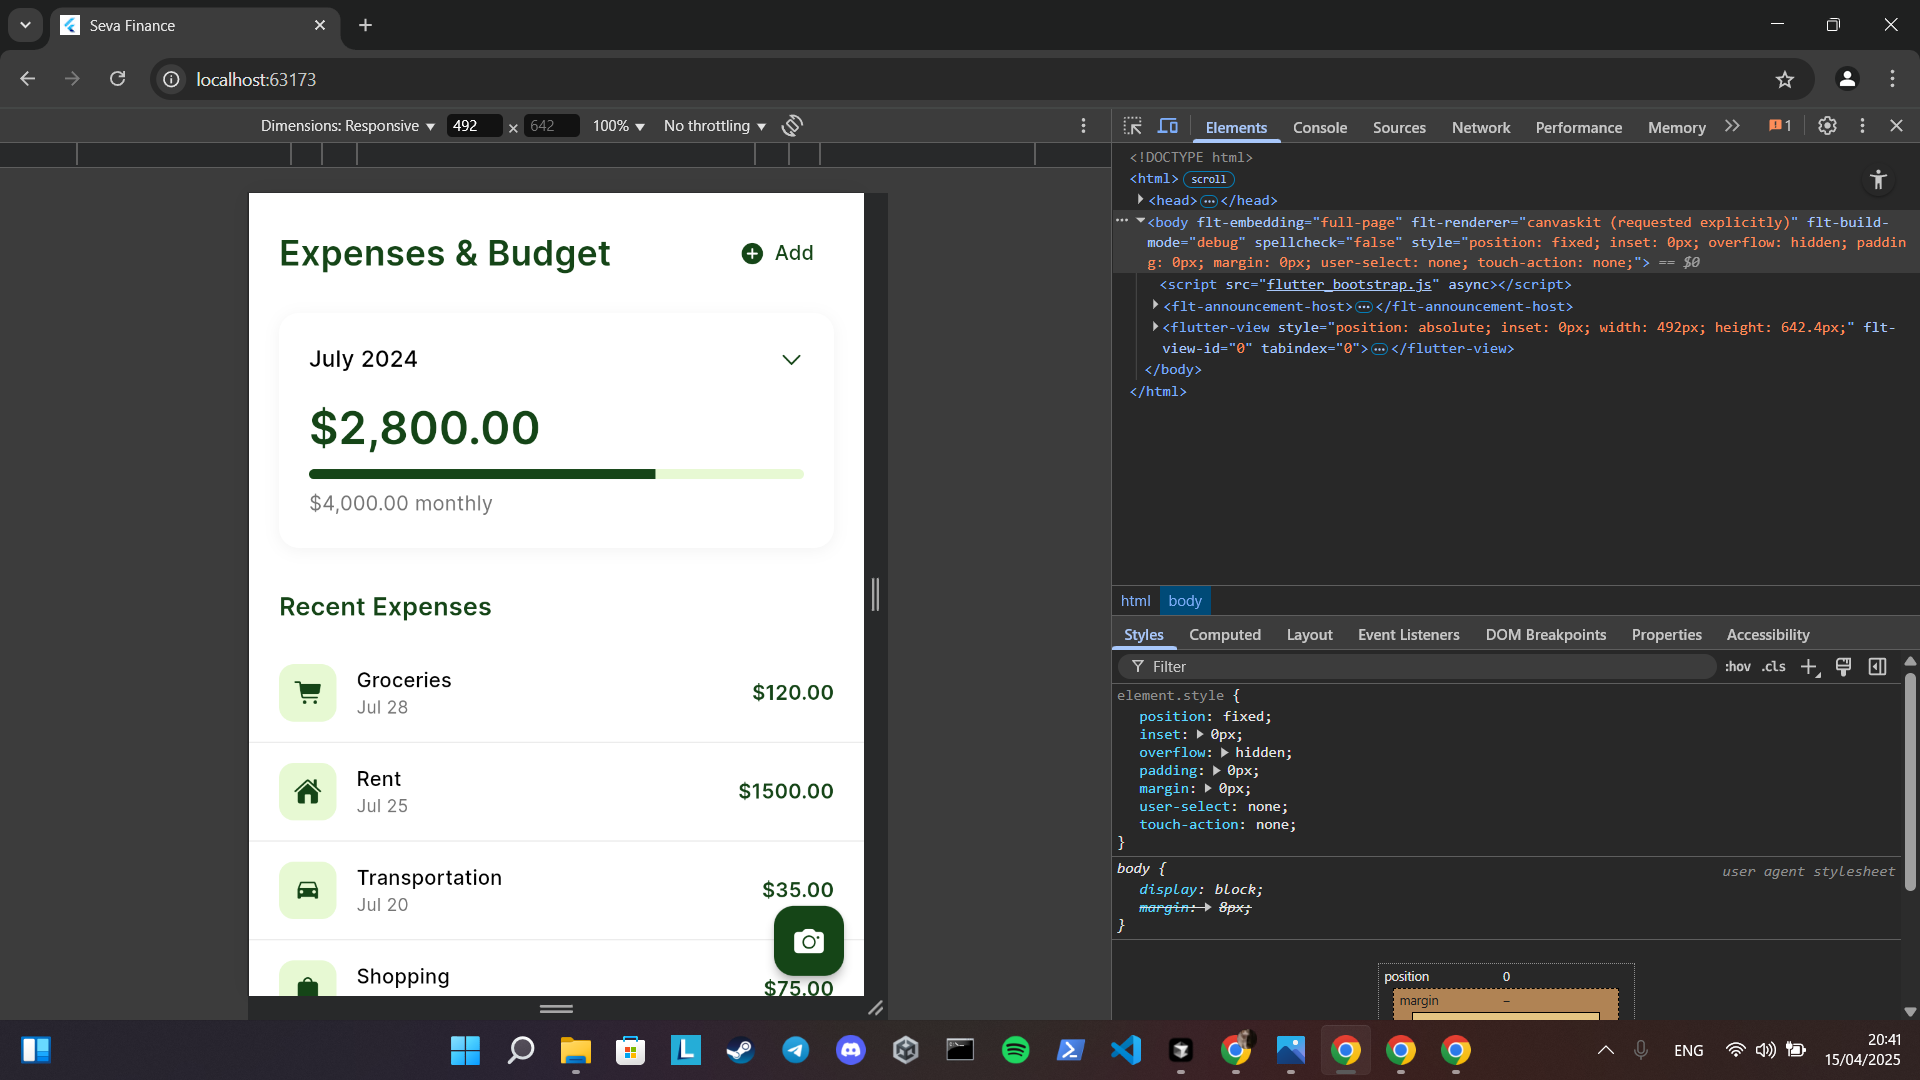 Seva Finance
localhost:63173
Dimensions: Responsive 492 × 642 100% No throttling
Elements Console Sources Network Performance Memory 1
Expenses & Budget
Add
July 2024
$2,800.00
$4,000.00 monthly
Recent Expenses
Groceries
Jul 28
$120.00
Rent
Jul 25
$1500.00
Transportation
Jul 20
$35.00
Shopping
$75.00
<!DOCTYPE html>
<html> scroll
<head>…</head>
<body flt-embedding="full-page" flt-renderer="canvaskit (requested explicitly)" flt-build-
mode="debug" spellcheck="false" style="position: fixed; inset: 0px; overflow: hidden; paddin
g: 0px; margin: 0px; user-select: none; touch-action: none;"> == $0
<script src="flutter_bootstrap.js" async></script>
<flt-announcement-host>…</flt-announcement-host>
<flutter-view style="position: absolute; inset: 0px; width: 492px; height: 642.4px;" flt-
view-id="0" tabindex="0">…</flutter-view>
</body>
</html>
html body
Styles Computed Layout Event Listeners DOM Breakpoints Properties Accessibility
Filter :hov .cls
element.style {
position: fixed;
inset: 0px;
overflow: hidden;
padding: 0px;
margin: 0px;
user-select: none;
touch-action: none;
}
body { user agent stylesheet
display: block;
margin: 8px;
}
position 0
margin –
ENG
20:41
15/04/2025